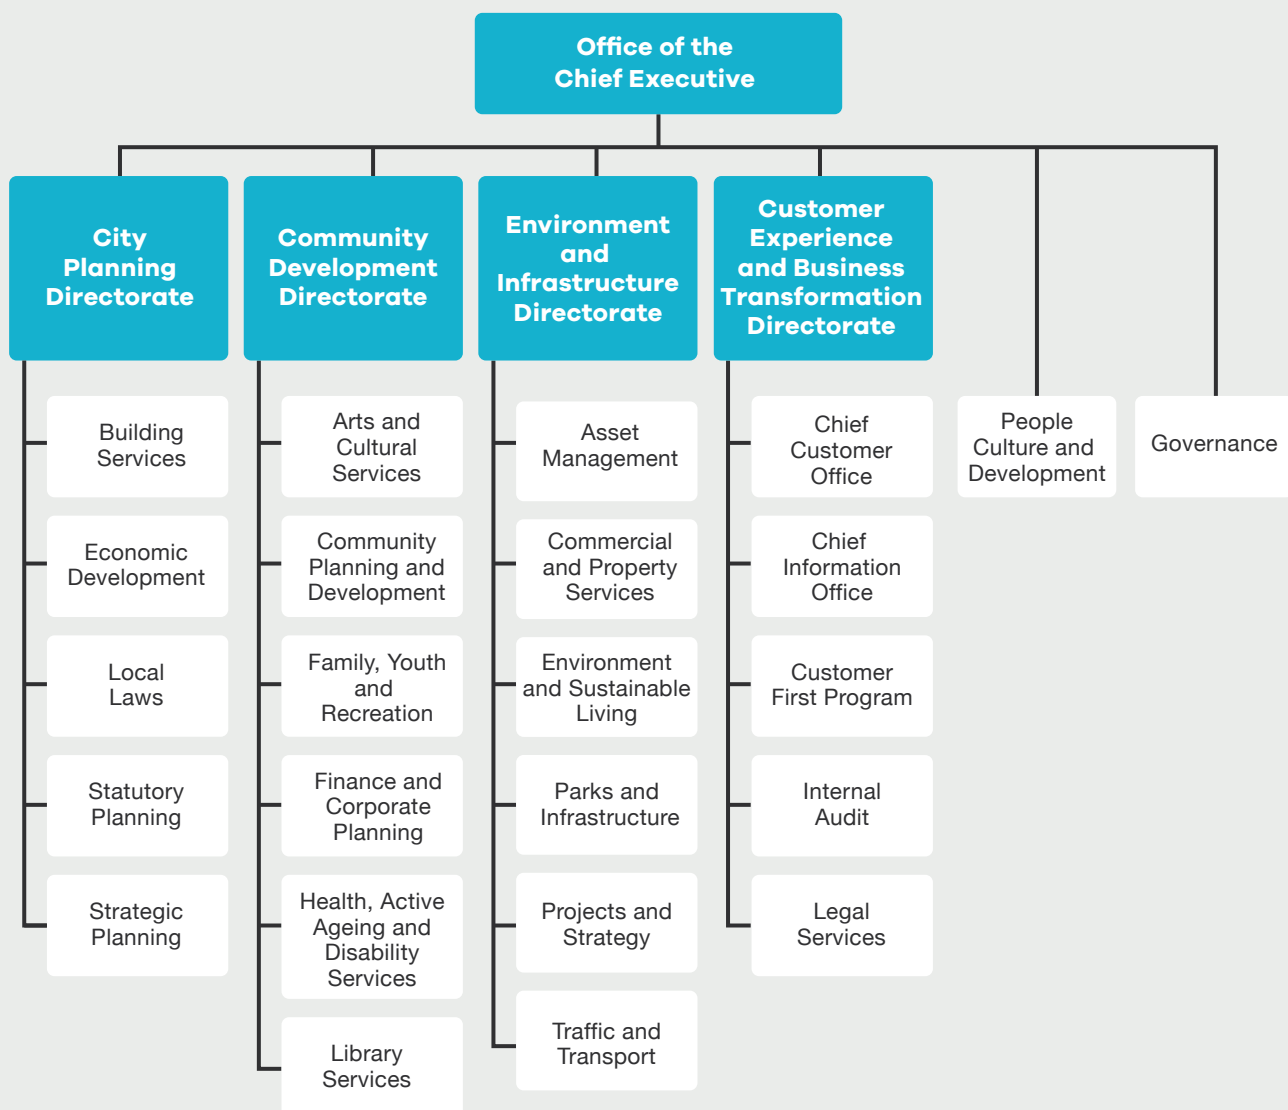 Office of the
Chief Executive
City
Planning
Directorate
Community
Development
Directorate
Environment
and
Infrastructure
Directorate
Customer
Experience
and Business
Transformation
Directorate
Building
Services
Economic
Development
Local
Laws
Statutory
Planning
Strategic
Planning
Arts and
Cultural
Services
Community
Planning and
Development
Family, Youth
and
Recreation
Finance and
Corporate
Planning
Health, Active
Ageing and
Disability
Services
Library
Services
Asset
Management
Commercial
and Property
Services
Environment
and Sustainable
Living
Parks and
Infrastructure
Projects and
Strategy
Traffic and
Transport
Chief
Customer
Office
Chief
Information
Office
Customer
First Program
Internal
Audit
Legal
Services
People
Culture and
Development
Governance